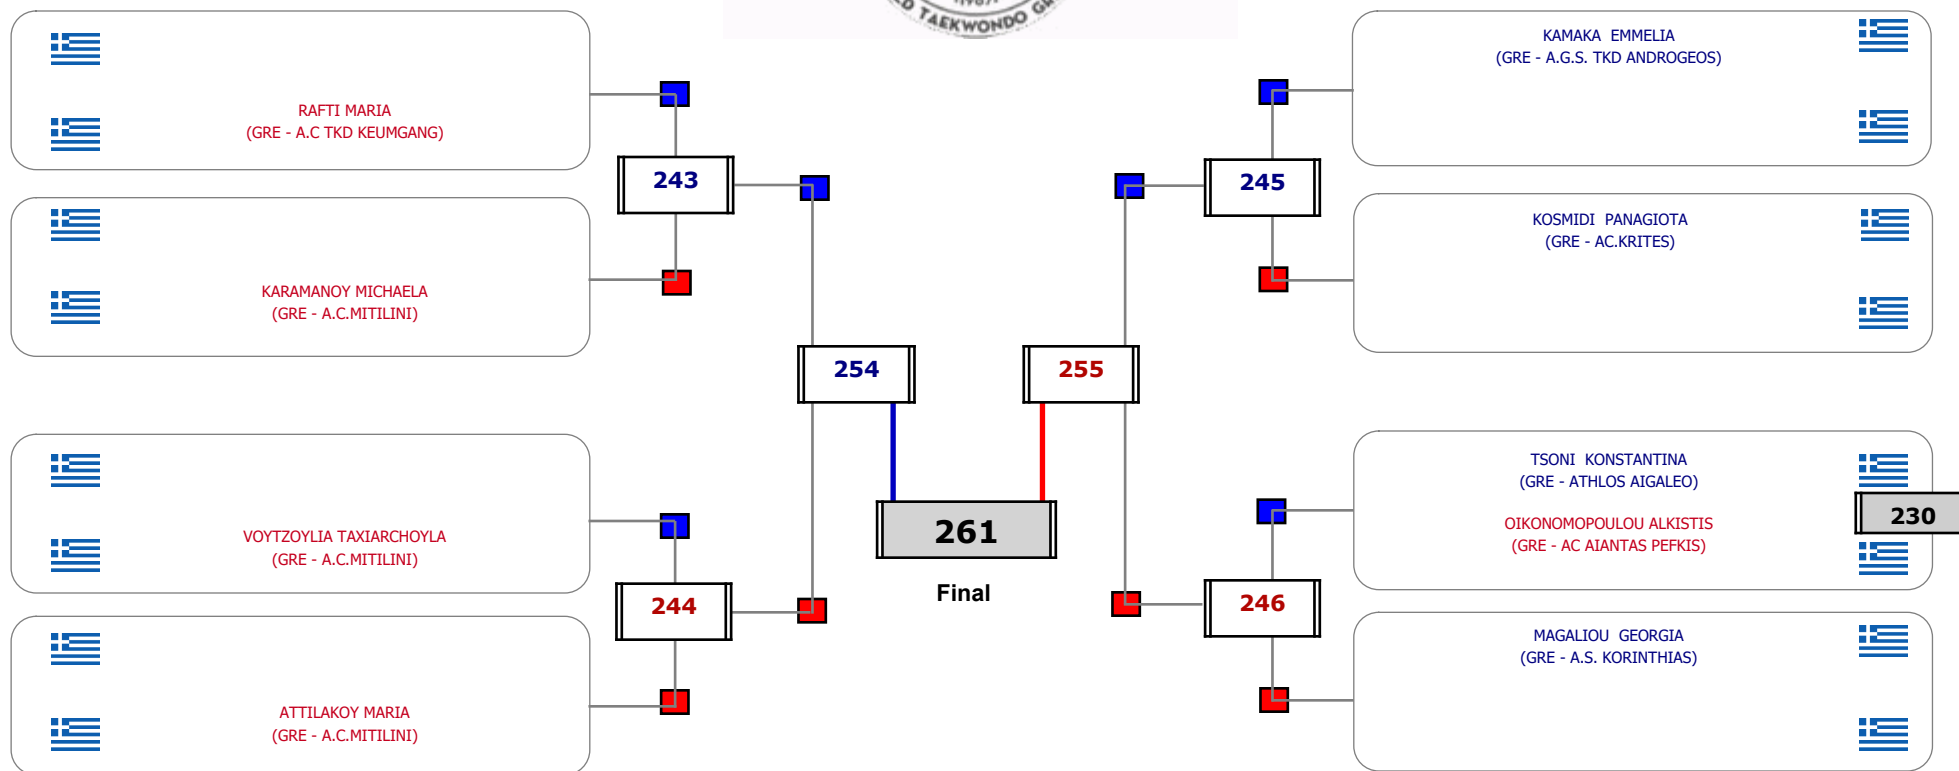 TAEKWONDO
RAFTI MARIA
(GRE - A.C TKD KEUMGANG)
243
KARAMANOY MICHAELA
(GRE - A.C.MITILINI)
254
VOYTZOYLIA TAXIARCHOYLA
(GRE - A.C.MITILINI)
244
ATTILAKOY MARIA
(GRE - A.C.MITILINI)
261
Final
KAMAKA EMMELIA
(GRE - A.G.S. TKD ANDROGEOS)
245
KOSMIDI PANAGIOTA
(GRE - AC.KRITES)
255
TSONI KONSTANTINA
(GRE - ATHLOS AIGALEO)
OIKONOMOPOULOU ALKISTIS
(GRE - AC AIANTAS PEFKIS)
230
246
MAGALIOU GEORGIA
(GRE - A.S. KORINTHIAS)